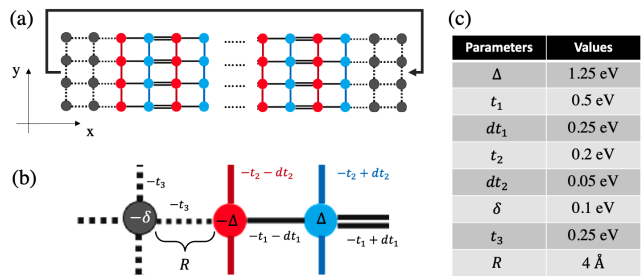 (a)
y
x
(b)
−t₃
−t₃
−δ
R
−Δ
−t₂ − dt₂
−t₁ − dt₁
Δ
−t₂ + dt₂
−t₁ + dt₁
(c)
Parameters Values
Δ 1.25 eV
t₁ 0.5 eV
dt₁ 0.25 eV
t₂ 0.2 eV
dt₂ 0.05 eV
δ 0.1 eV
t₃ 0.25 eV
R 4 Å